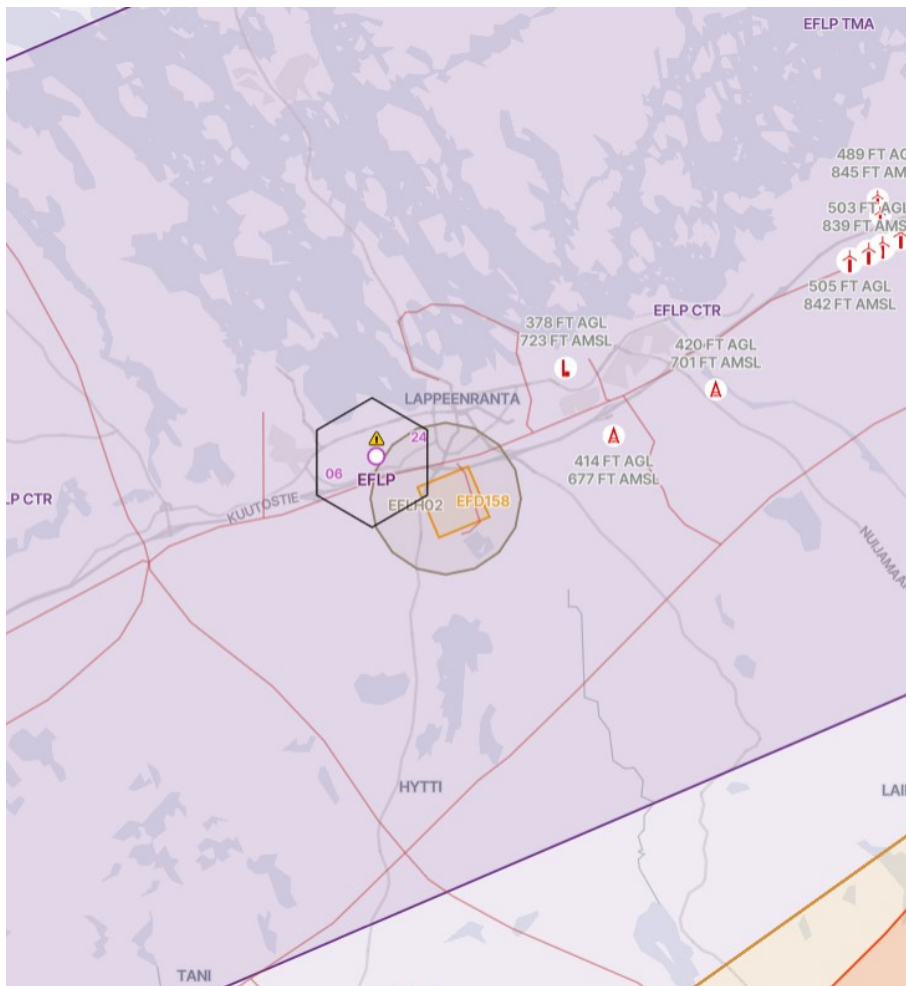 EFLP TMA
489 FT AG
845 FT AM
503 FT AGL
839 FT AMS
505 FT AGL
842 FT AMSL
EFLP CTR
378 FT AGL
723 FT AMSL
420 FT AGL
701 FT AMSL
LAPPEENRANTA
24
06
EFLP
414 FT AGL
677 FT AMSL
LP CTR
KUUTOSTIE
EFLH02
EFD158
NUIJAMAA
HYTTI
LAI
TANI